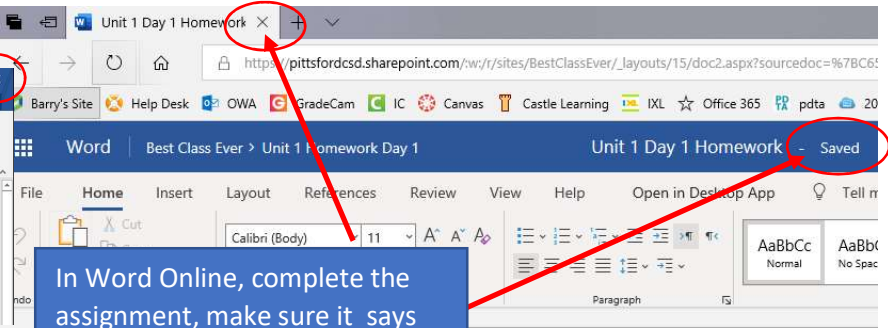 Unit 1 Day 1 Homework
https://pittsfordcsd.sharepoint.com/:w:/r/sites/BestClassEver/_layouts/15/doc2.aspx?sourcedoc=%7BC65
Barry's Site Help Desk OWA GradeCam IC Canvas Castle Learning IXL Office 365 pdta 20
Word Best Class Ever > Unit 1 Homework Day 1 Unit 1 Day 1 Homework - Saved
File Home Insert Layout References Review View Help Open in Desktop App Tell
Cut
Calibri (Body) 11
AaBbCc
Normal
No Spac
Paragraph
In Word Online, complete the
assignment, make sure it says